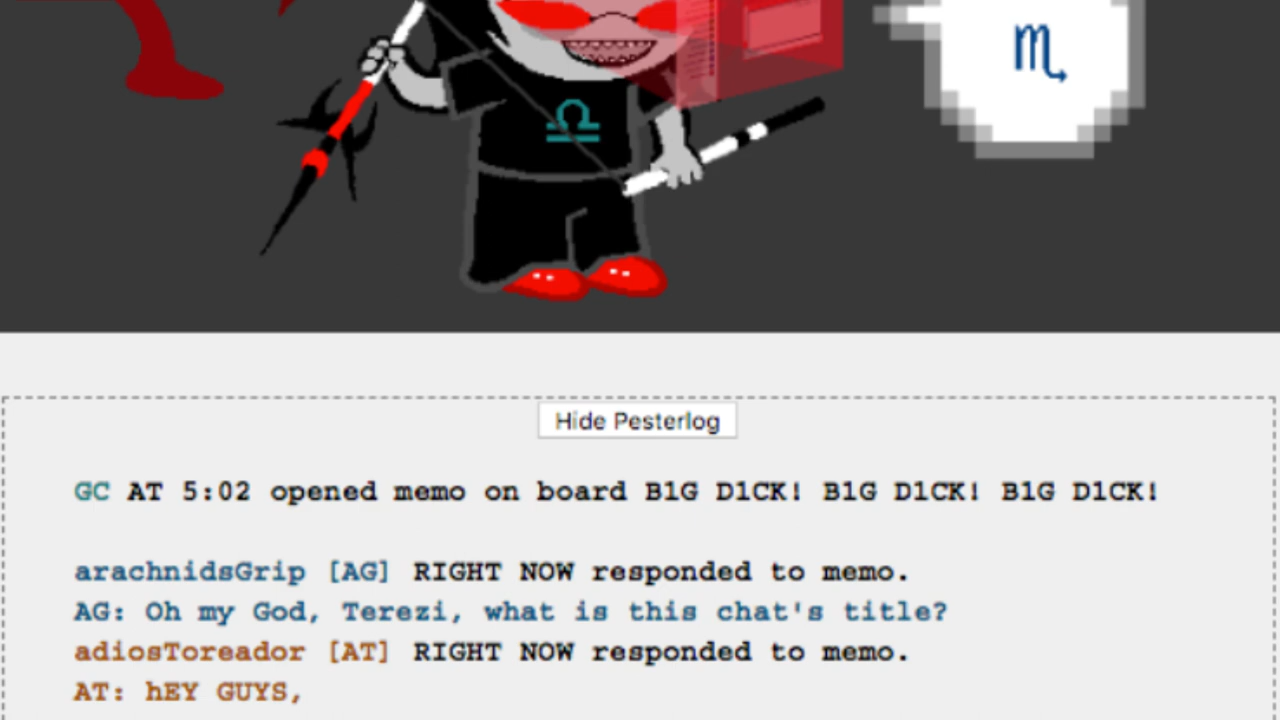 Hide Pesterlog
GC AT 5:02 opened memo on board B1G D1CK! B1G D1CK! B1G D1CK!
arachnidsGrip [AG] RIGHT NOW responded to memo.
AG: Oh my God, Terezi, what is this chat's title?
adiosToreador [AT] RIGHT NOW responded to memo.
AT: hEY GUYS,